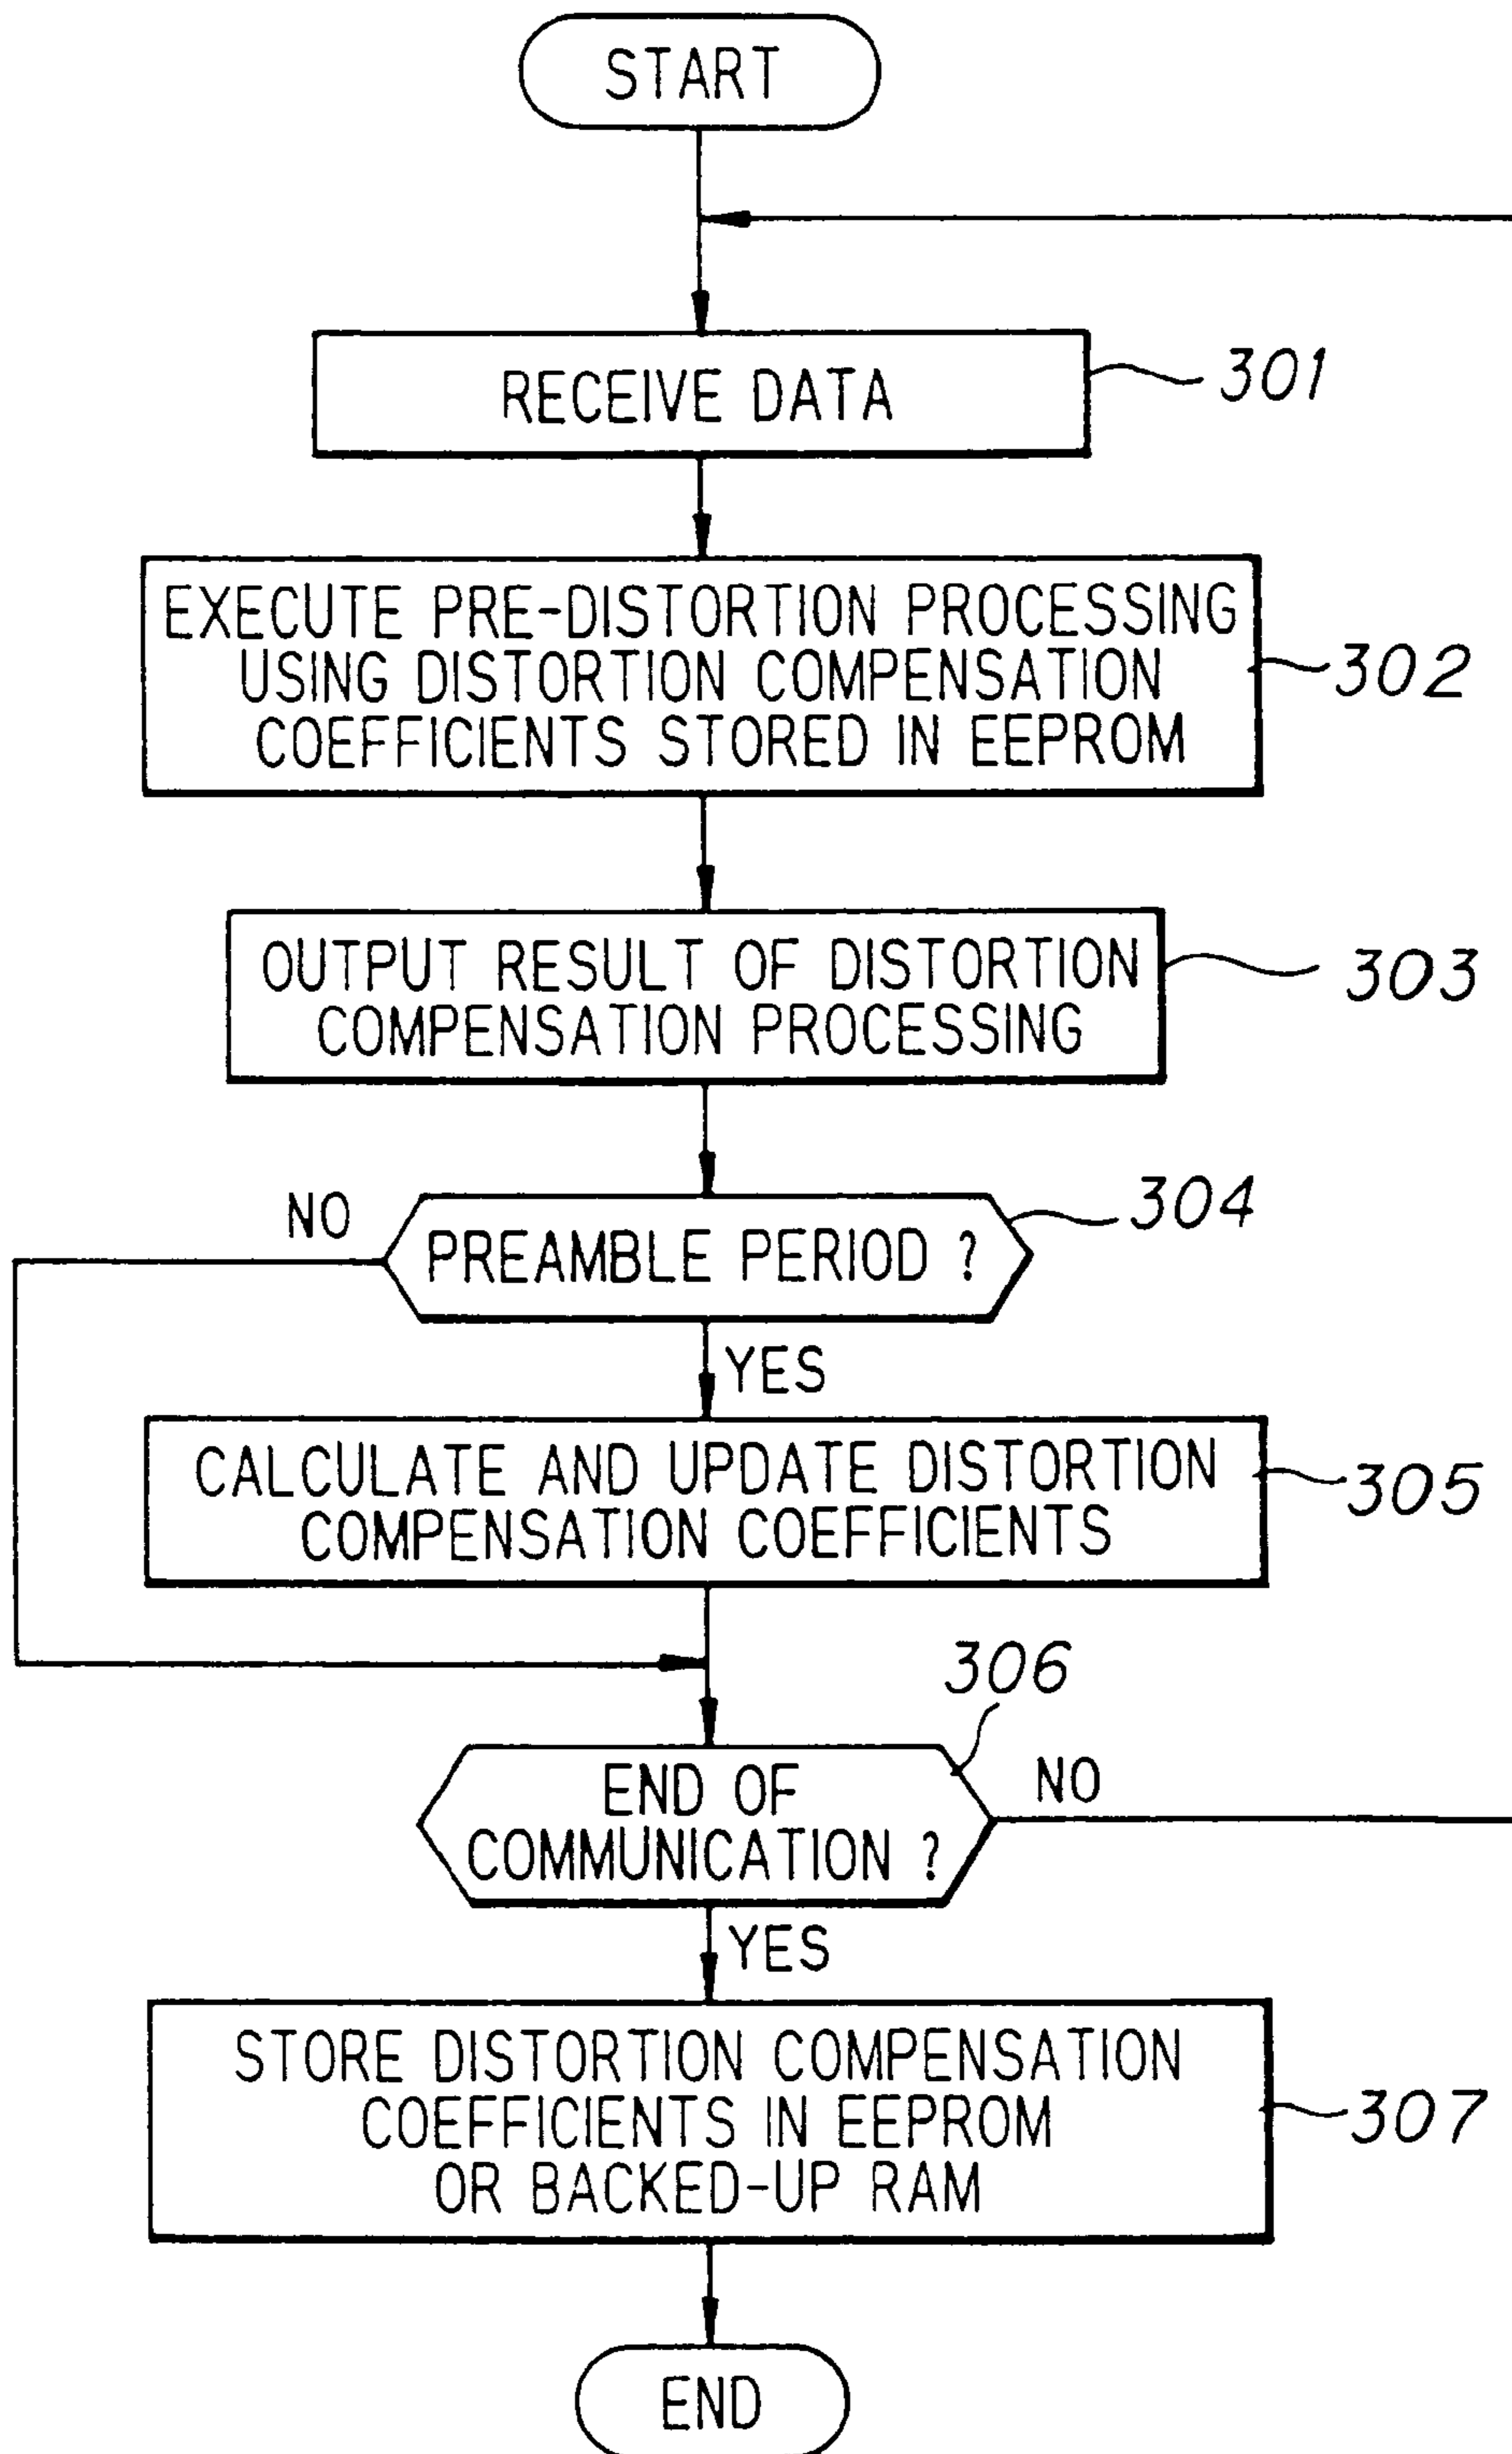 START
RECEIVE DATA
301
EXECUTE PRE-DISTORTION PROCESSING
USING DISTORTION COMPENSATION
COEFFICIENTS STORED IN EEPROM
302
OUTPUT RESULT OF DISTORTION
COMPENSATION PROCESSING
303
304
NO
PREAMBLE PERIOD ?
YES
CALCULATE AND UPDATE DISTORTION
COMPENSATION COEFFICIENTS
305
306
END OF
COMMUNICATION ?
NO
YES
STORE DISTORTION COMPENSATION
COEFFICIENTS IN EEPROM
OR BACKED-UP RAM
307
END